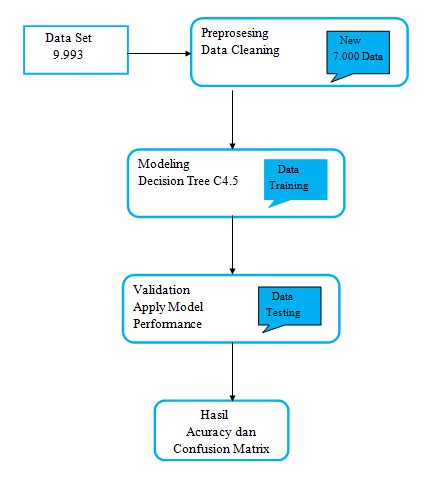 Data Set
9.993
Preprosesing
Data Cleaning
New
7.000 Data
Modeling
Decision Tree C4.5
Data
Training
Validation
Apply Model
Performance
Data
Testing
Hasil
Acuracy dan
Confusion Matrix